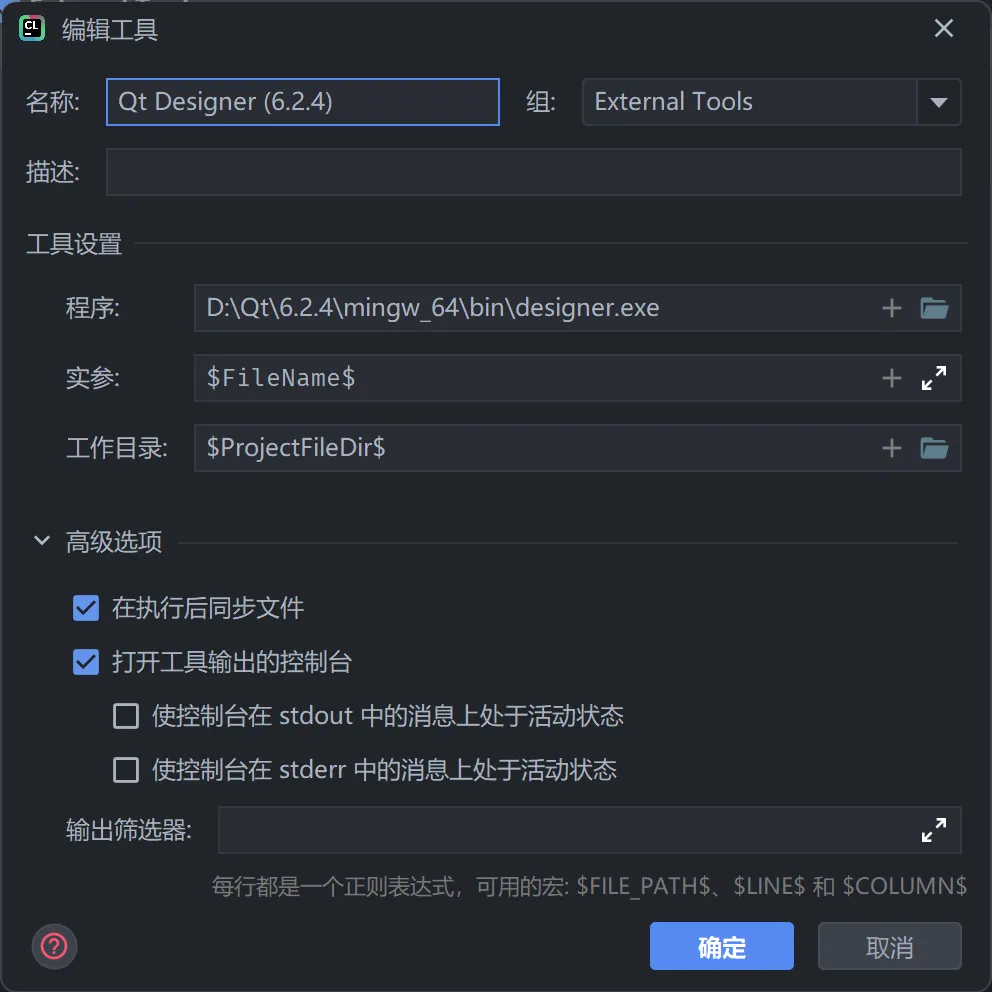 CL 编辑工具
名称: Qt Designer (6.2.4) 组: External Tools
描述:
工具设置
程序: D:\Qt\6.2.4\mingw_64\bin\designer.exe
实参: $FileName$
工作目录: $ProjectFileDir$
高级选项
在执行后同步文件
打开工具输出的控制台
使控制台在 stdout 中的消息上处于活动状态
使控制台在 stderr 中的消息上处于活动状态
输出筛选器:
每行都是一个正则表达式，可用的宏: $FILE_PATH$、$LINE$ 和 $COLUMN$
? 确定 取消